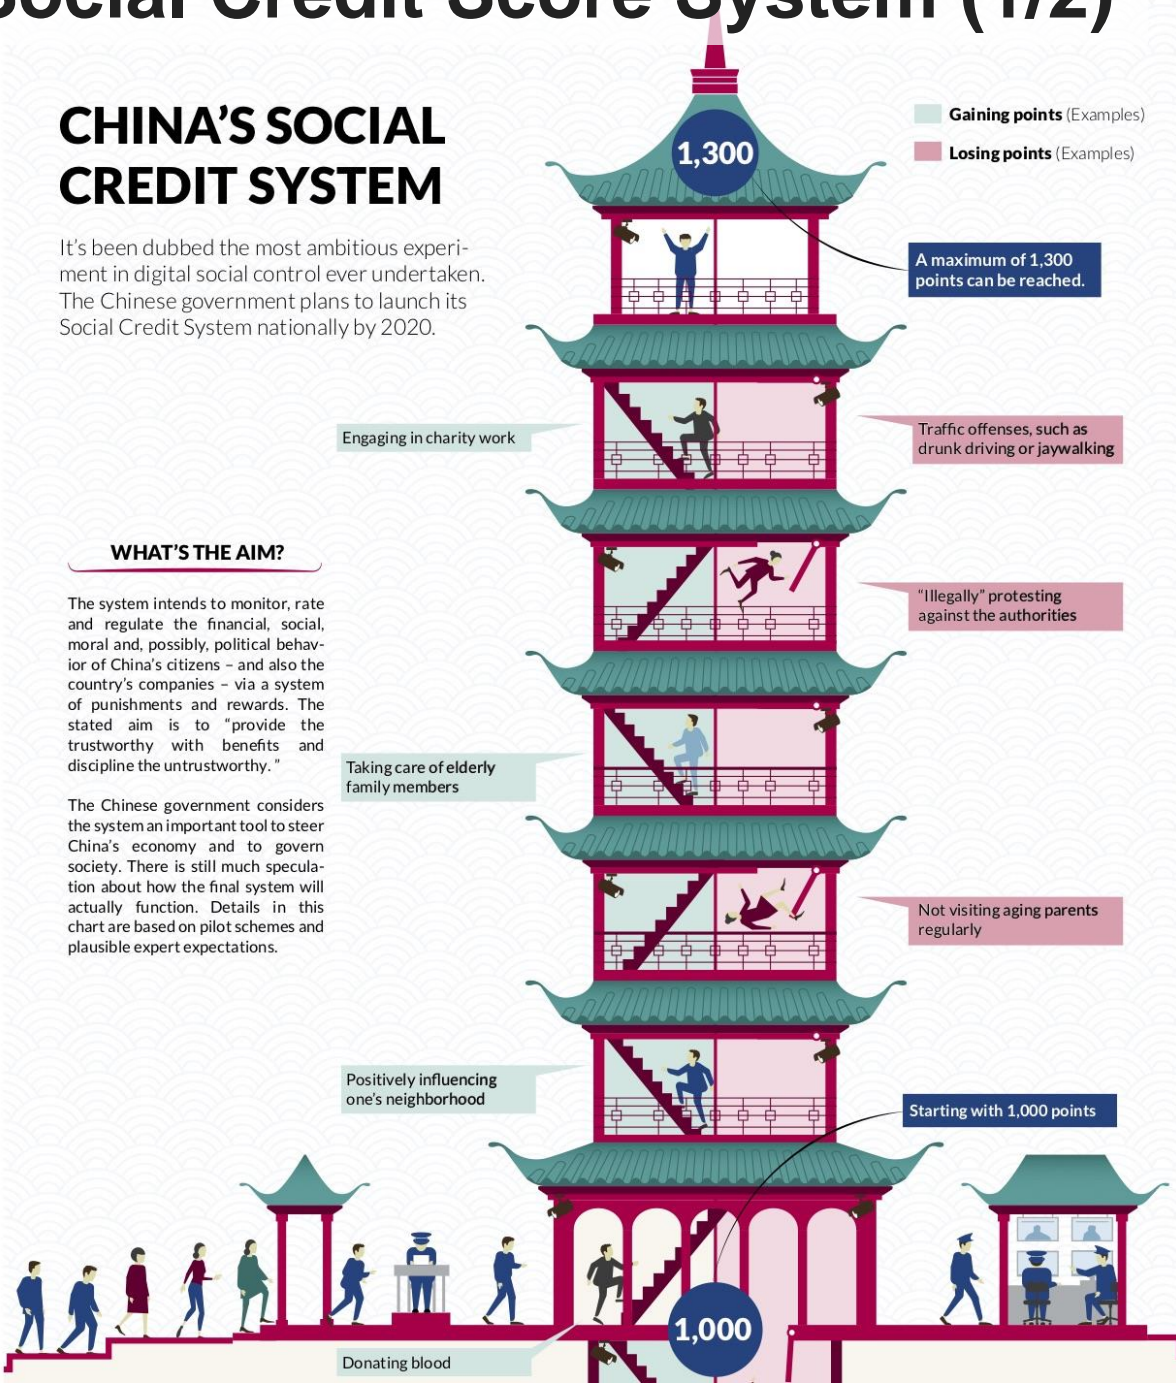 Social Credit Score System (1/2)
CHINA’S SOCIAL
CREDIT SYSTEM
It’s been dubbed the most ambitious experi-
ment in digital social control ever undertaken.
The Chinese government plans to launch its
Social Credit System nationally by 2020.
Gaining points (Examples)
Losing points (Examples)
1,300
A maximum of 1,300
points can be reached.
Engaging in charity work
Traffic offenses, such as
drunk driving or jaywalking
WHAT’S THE AIM?
The system intends to monitor, rate
and regulate the financial, social,
moral and, possibly, political behav-
ior of China’s citizens – and also the
country’s companies – via a system
of punishments and rewards. The
stated aim is to “provide the
trustworthy with benefits and
discipline the untrustworthy.”
The Chinese government considers
the system an important tool to steer
China’s economy and to govern
society. There is still much specula-
tion about how the final system will
actually function. Details in this
chart are based on pilot schemes and
plausible expert expectations.
“Illegally” protesting
against the authorities
Taking care of elderly
family members
Not visiting aging parents
regularly
Positively influencing
one’s neighborhood
Starting with 1,000 points
1,000
Donating blood